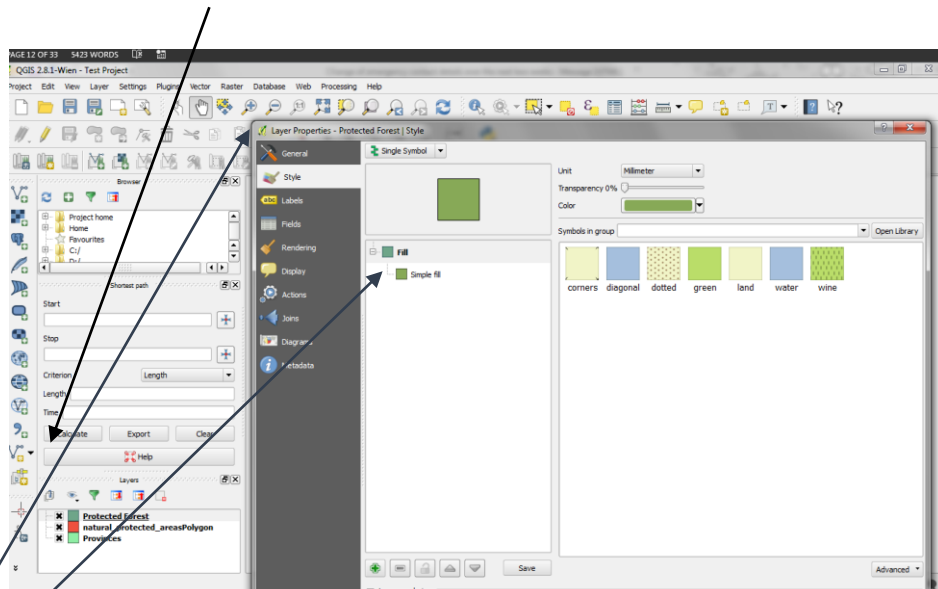 PAGE 12 OF 33 5423 WORDS
QGIS 2.8.1-Wien - Test Project
Project Edit View Layer Settings Plugins Vector Raster Database Web Processing Help
Layer Properties - Protected Forest | Style
General
Style
Labels
Fields
Rendering
Display
Actions
Joins
Diagrams
Metadata
Single Symbol
Unit Millimeter
Transparency 0%
Color
Symbols in group
Open Library
Fill
Simple fill
corners diagonal dotted green land water wine
Save
Advanced
Browser
Project home
Home
Favourites
C:/
D:/
Shortest path
Start
Stop
Criterion Length
Length
Time
Calculate Export Clear
Help
Layers
Protected Forest
natural_protected_areasPolygon
Provinces